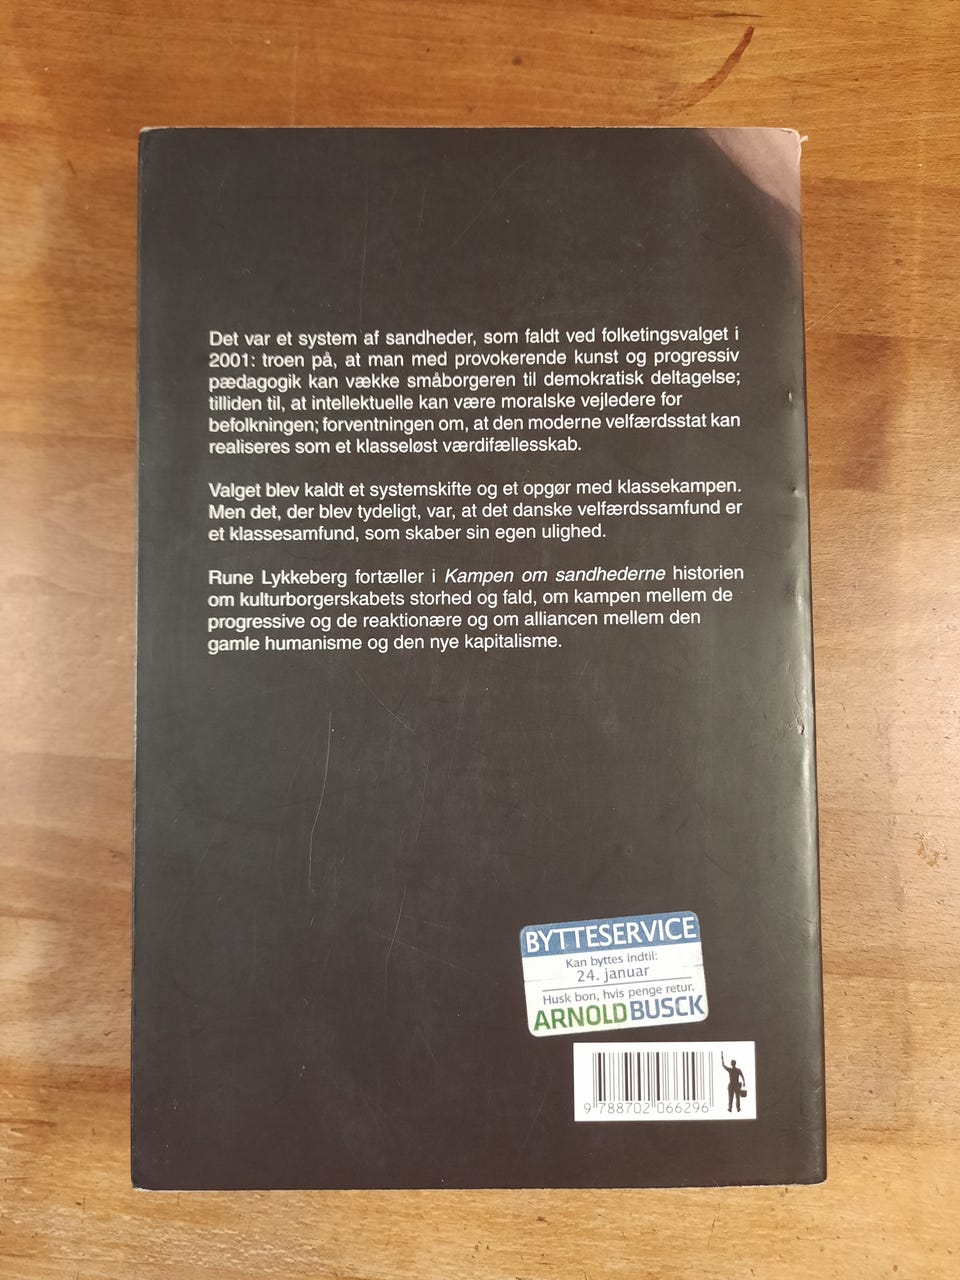 Det var et system af sandheder, som faldt ved folketingsvalget i
2001: troen på, at man med provokerende kunst og progressiv
pædagogik kan vække småborgeren til demokratisk deltagelse;
tilliden til, at intellektuelle kan være moralske vejledere for
befolkningen; forventningen om, at den moderne velfærdsstat kan
realiseres som et klasseløst værdifællesskab.
Valget blev kaldt et systemskifte og et opgør med klassekampen.
Men det, der blev tydeligt, var, at det danske velfærdssamfund er
et klassesamfund, som skaber sin egen ulighed.
Rune Lykkeberg fortæller i Kampen om sandhederne historien
om kulturborgerskabets storhed og fald, om kampen mellem de
progressive og de reaktionære og om alliancen mellem den
gamle humanisme og den nye kapitalisme.
BYTTESERVICE
Kan byttes indtil:
24. januar
Husk bon, hvis penge retur.
ARNOLD BUSCK
9 788702 066296